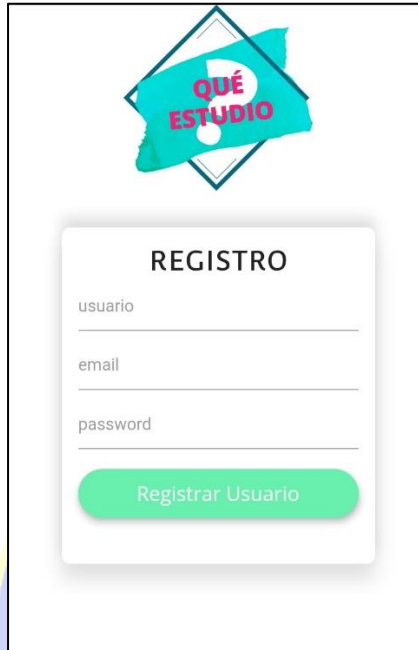 QUÉ
ESTUDIO
REGISTRO
usuario
email
password
Registrar Usuario